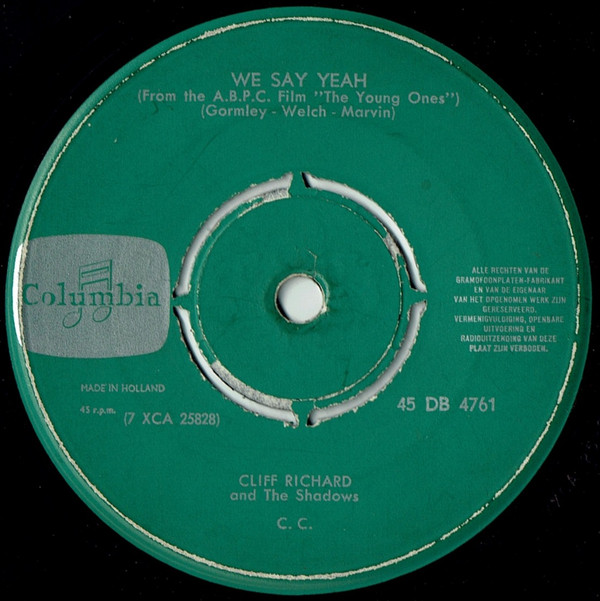 WE SAY YEAH
(From the A.B.P.C. Film "The Young Ones")
(Gormley - Welch - Marvin)
Columbia
ALLE RECHTEN VAN DE
GRAMOFOONPLATEN-FABRIKANT
EN VAN DE EIGENAAR
VAN HET OPGENOMEN WERK ZIJN
GERESERVEERD.
VERMENIGVULDIGING, OPENBARE
UITVOERING EN
RADIOUITZENDING VAN DEZE
PLAAT ZIJN VERBODEN.
MADE IN HOLLAND
45 r.p.m.
(7 XCA 25828)
45 DB 4761
CLIFF RICHARD
and The Shadows
C. C.